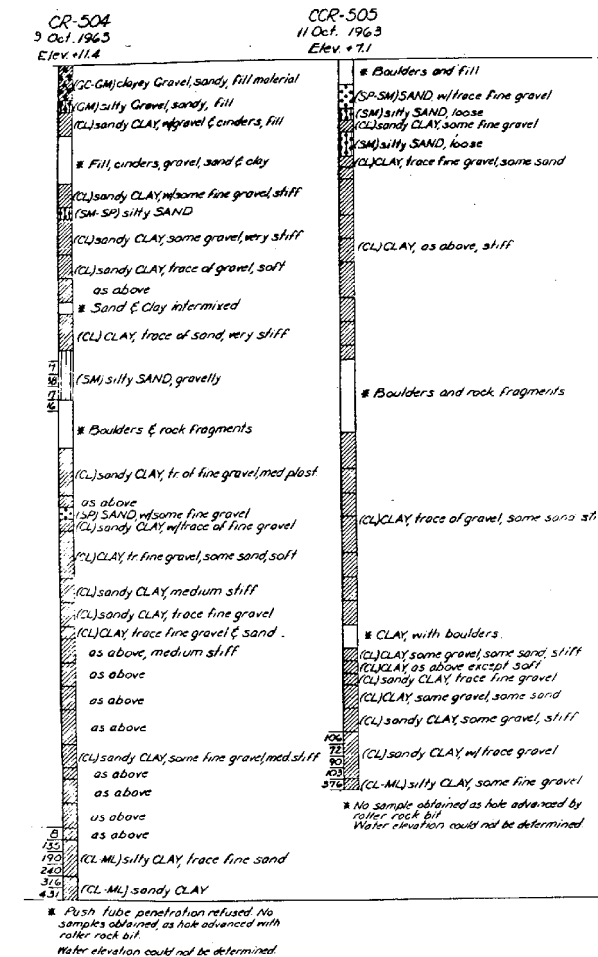 CR-504
9 Oct. 1963
Elev. +11.4
(GC-GM) clayey Gravel, sandy, fill material
(GM) silty Gravel, sandy, fill
(CL) sandy CLAY, w/gravel & cinders, fill
* Fill, cinders, gravel, sand & clay
(CL) sandy CLAY, w/some fine gravel, stiff
(SM-SP) silty SAND
(CL) sandy CLAY, some gravel, very stiff
(CL) sandy CLAY, trace of gravel, soft
as above
* Sand & Clay intermixed
(CL) CLAY, trace of sand, very stiff
17
16
(SM) silty SAND, gravelly
* Boulders & rock fragments
(CL) sandy CLAY, tr. of fine gravel, med plast.
as above
(SP) SAND, w/some fine gravel
(CL) sandy CLAY w/trace of fine gravel
(CL) CLAY, tr. fine gravel, some sand, soft
(CL) sandy CLAY, medium stiff
(CL) sandy CLAY, trace fine gravel
(CL) CLAY, trace fine gravel & sand.
as above, medium stiff
as above
as above
as above
(CL) sandy CLAY, some fine gravel, med. stiff
as above
as above
as above
8 as above
135
190 (CL-ML) silty CLAY, trace fine sand
240
316
431 (CL-ML) sandy CLAY
* Push tube penetration refused. No
samples obtained, as hole advanced with
roller rock bit.
Water elevation could not be determined.
CCR-505
11 Oct. 1963
Elev. +7.1
* Boulders and fill
(SP-SM) SAND, w/trace fine gravel
(SM) silty SAND, loose
(CL) sandy CLAY, some fine gravel
(SM) silty SAND, loose
(CL) CLAY, trace fine gravel, some sand
(CL) CLAY, as above, stiff
* Boulders and rock fragments
(CL) CLAY, trace of gravel, some sand sti
* CLAY, with boulders.
(CL) CLAY, some gravel, some sand, stiff
(CL) CLAY, as above except soft
(CL) sandy CLAY, trace fine gravel
(CL) CLAY, some gravel, some sand
(CL) sandy CLAY, some gravel, stiff
106
72 (CL) sandy CLAY, w/trace gravel
90
103
376 (CL-ML) silty CLAY, some fine gravel
* No sample obtained as hole advanced by
roller rock bit
Water elevation could not be determined